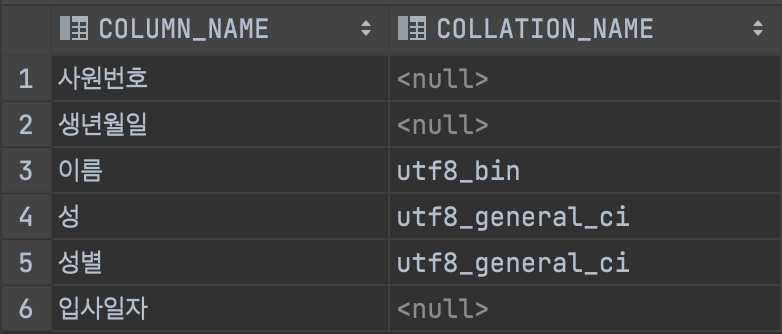 COLUMN_NAME COLLATION_NAME
1 사원번호 <null>
2 생년월일 <null>
3 이름 utf8_bin
4 성 utf8_general_ci
5 성별 utf8_general_ci
6 입사일자 <null>